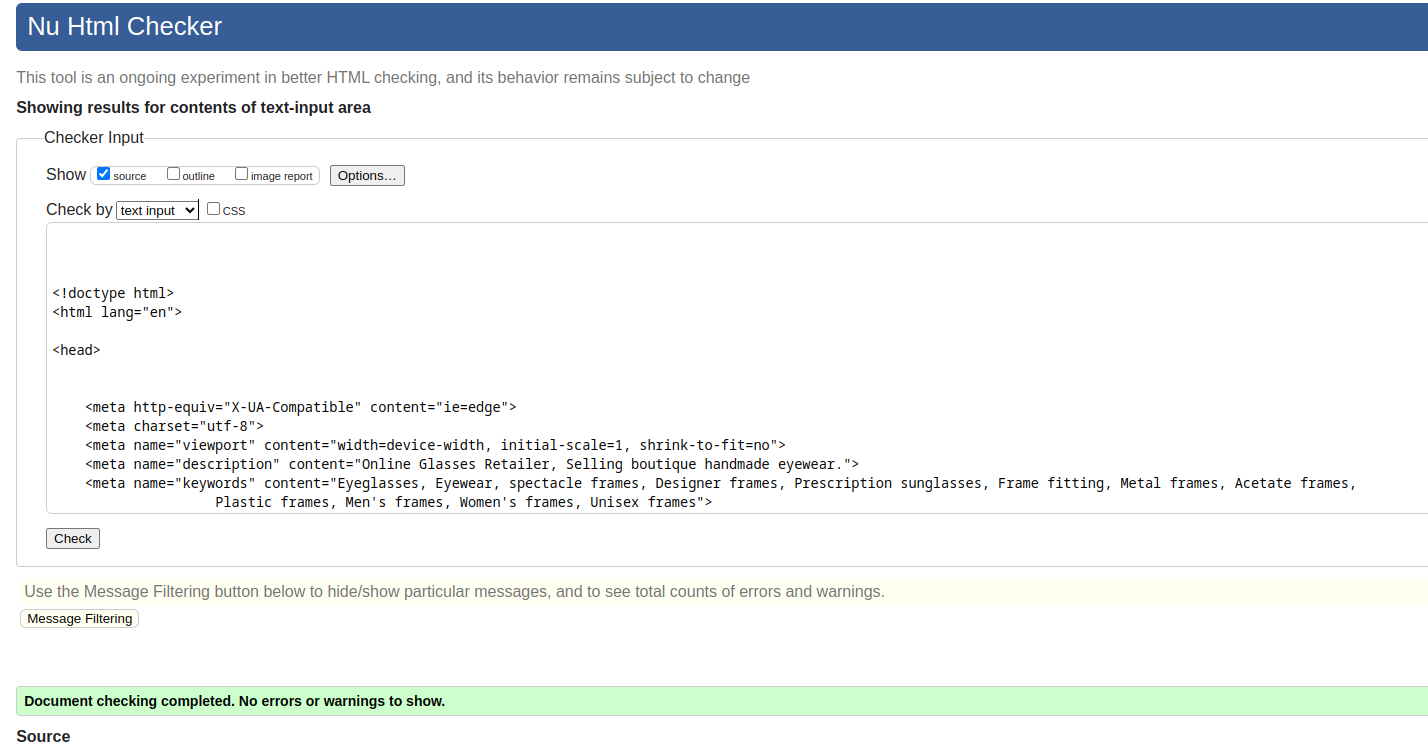 Nu Html Checker
This tool is an ongoing experiment in better HTML checking, and its behavior remains subject to change
Showing results for contents of text-input area
Checker Input
Show source outline image report Options...
Check by text input CSS
<!doctype html>
<html lang="en">
<head>
<meta http-equiv="X-UA-Compatible" content="ie=edge">
<meta charset="utf-8">
<meta name="viewport" content="width=device-width, initial-scale=1, shrink-to-fit=no">
<meta name="description" content="Online Glasses Retailer, Selling boutique handmade eyewear.">
<meta name="keywords" content="Eyeglasses, Eyewear, spectacle frames, Designer frames, Prescription sunglasses, Frame fitting, Metal frames, Acetate frames,
Plastic frames, Men's frames, Women's frames, Unisex frames">
Check
Use the Message Filtering button below to hide/show particular messages, and to see total counts of errors and warnings.
Message Filtering
Document checking completed. No errors or warnings to show.
Source